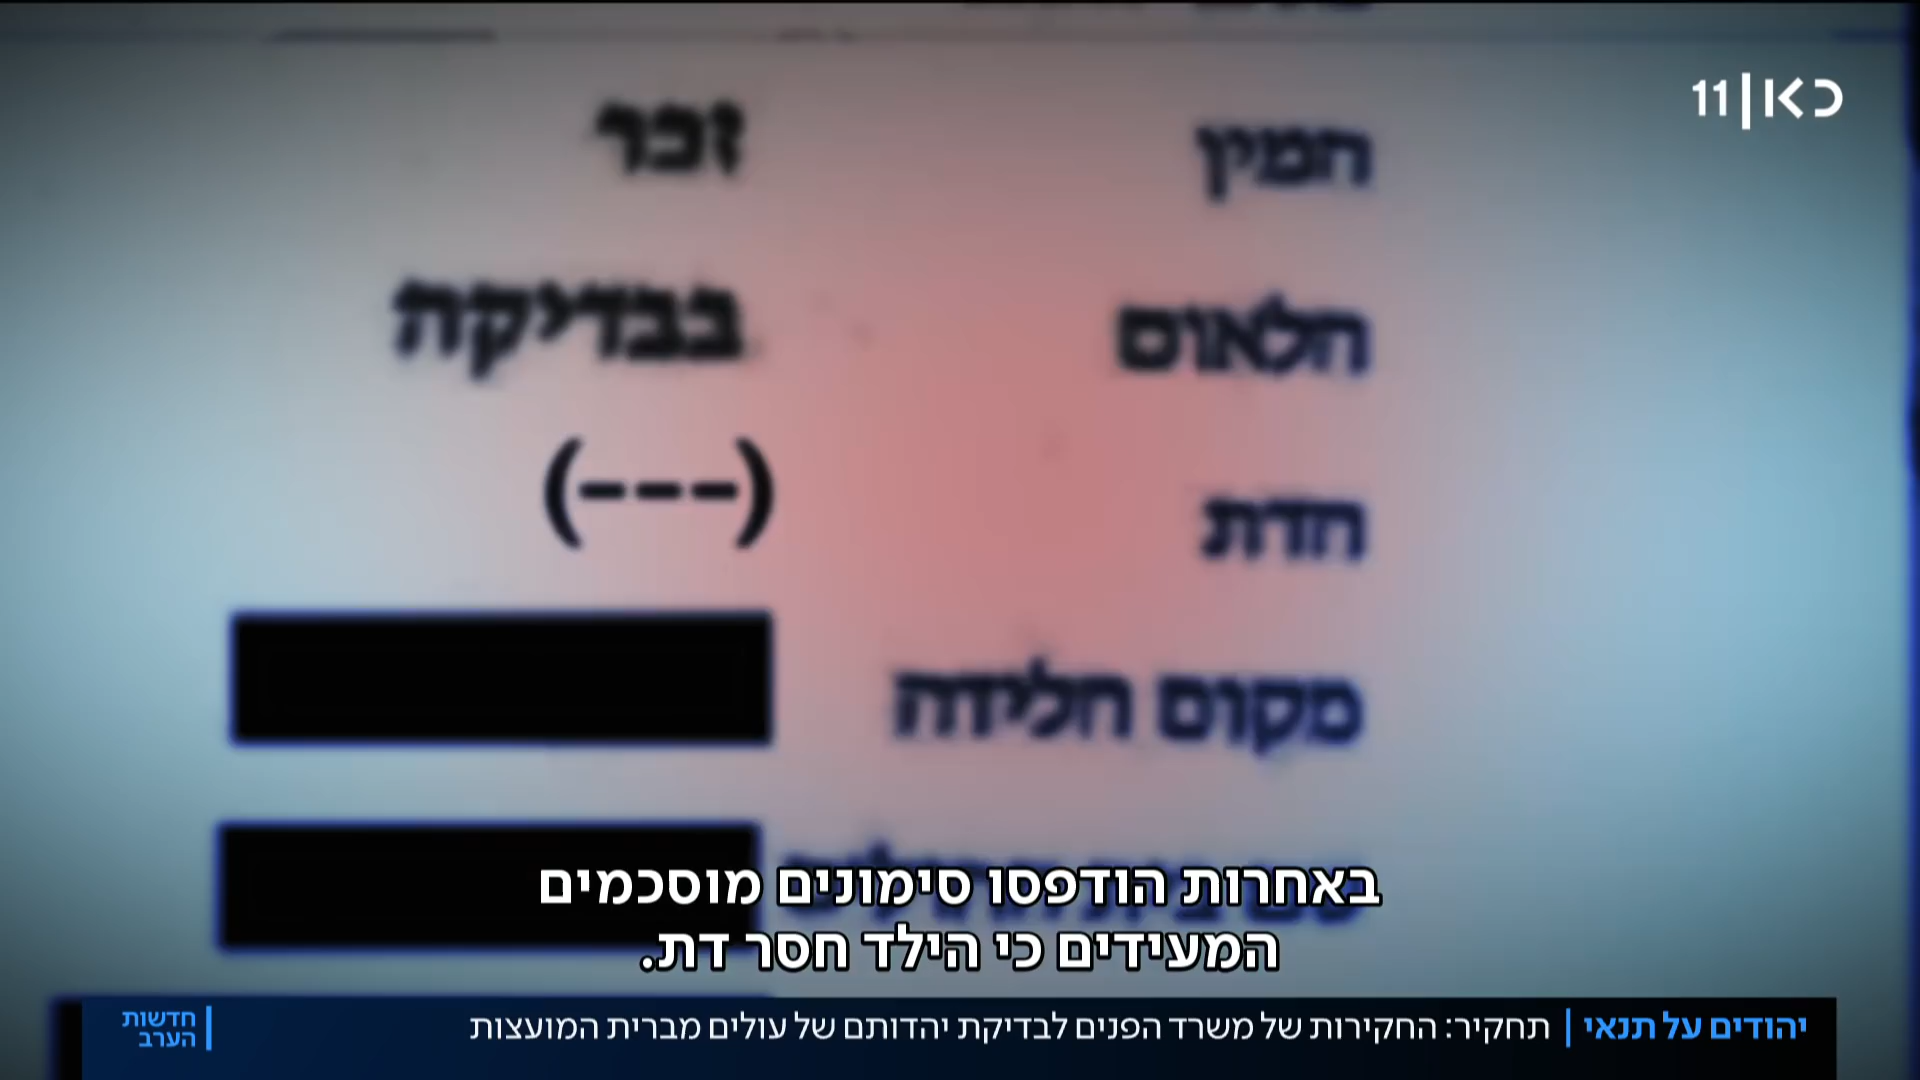 כאן | 11
המין זכר
הלאום בבדיקה
הדת (---)
מקום הלידה
באחרות הודפסו סימונים מוסכמים
המעידים כי הילד חסר דת.
יהודים על תנאי | תחקיר: החקירות של משרד הפנים לבדיקת יהדותם של עולים מברית המועצות
חדשות
הערב